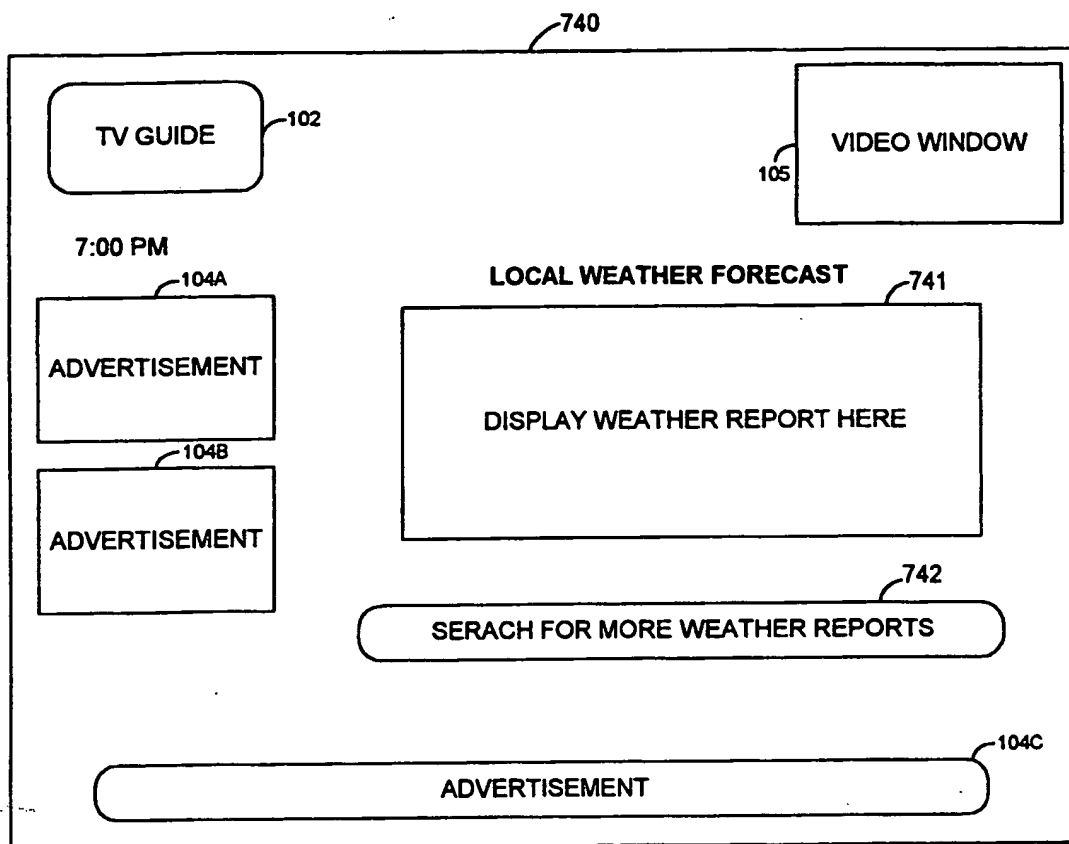 740
TV GUIDE
102
VIDEO WINDOW
105
7:00 PM
104A
ADVERTISEMENT
LOCAL WEATHER FORECAST
741
DISPLAY WEATHER REPORT HERE
104B
ADVERTISEMENT
742
SERACH FOR MORE WEATHER REPORTS
104C
ADVERTISEMENT